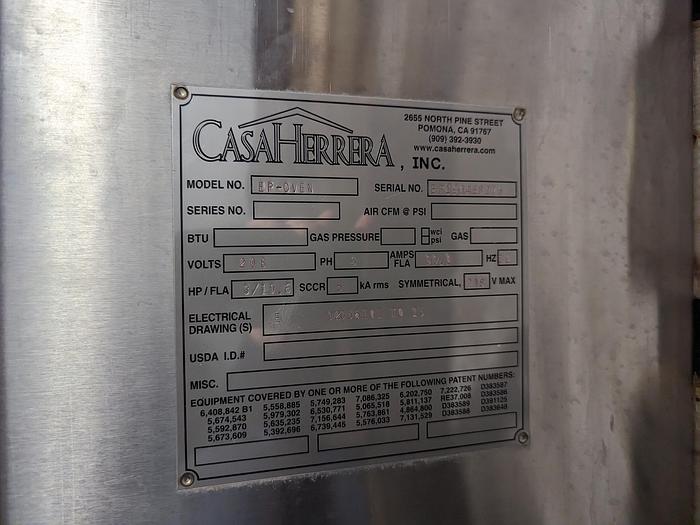 CASAHERRERA, INC.
2655 NORTH PINE STREET
POMONA, CA 91767
(909) 392-3930
www.casaherrera.com
MODEL NO. EP-OVEN SERIAL NO.
SERIES NO. AIR CFM @ PSI
BTU GAS PRESSURE wci psi GAS
VOLTS 208 PH 3 AMPS FLA HZ
HP / FLA SCCR kA rms SYMMETRICAL, V MAX
ELECTRICAL DRAWING (S) E TO
USDA I.D.#
MISC.
EQUIPMENT COVERED BY ONE OR MORE OF THE FOLLOWING PATENT NUMBERS:
6,408,842 B1 5,558,885 5,749,283 7,086,325 6,202,750 7,222,726 D383587
5,674,543 5,979,302 6,530,771 5,065,518 5,811,137 RE37,008 D383586
5,592,870 5,635,235 7,156,644 5,763,861 4,864,800 D383589 D391125
5,673,609 5,392,696 6,739,445 5,576,033 7,131,529 D383588 D383648